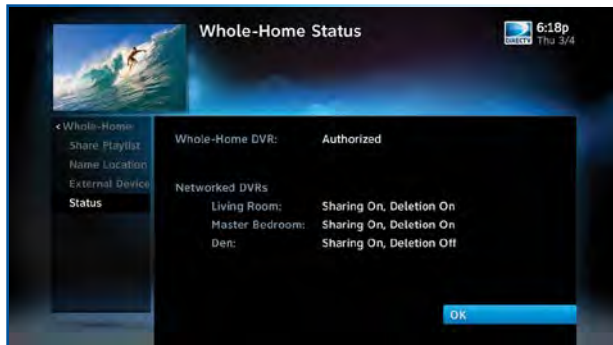 Whole-Home Status
DIRECTV
6:18p
Thu 3/4
< Whole-Home
Share Playlist
Name Location
External Device
Status
Whole-Home DVR: Authorized
Networked DVRs
Living Room: Sharing On, Deletion On
Master Bedroom: Sharing On, Deletion On
Den: Sharing On, Deletion Off
OK